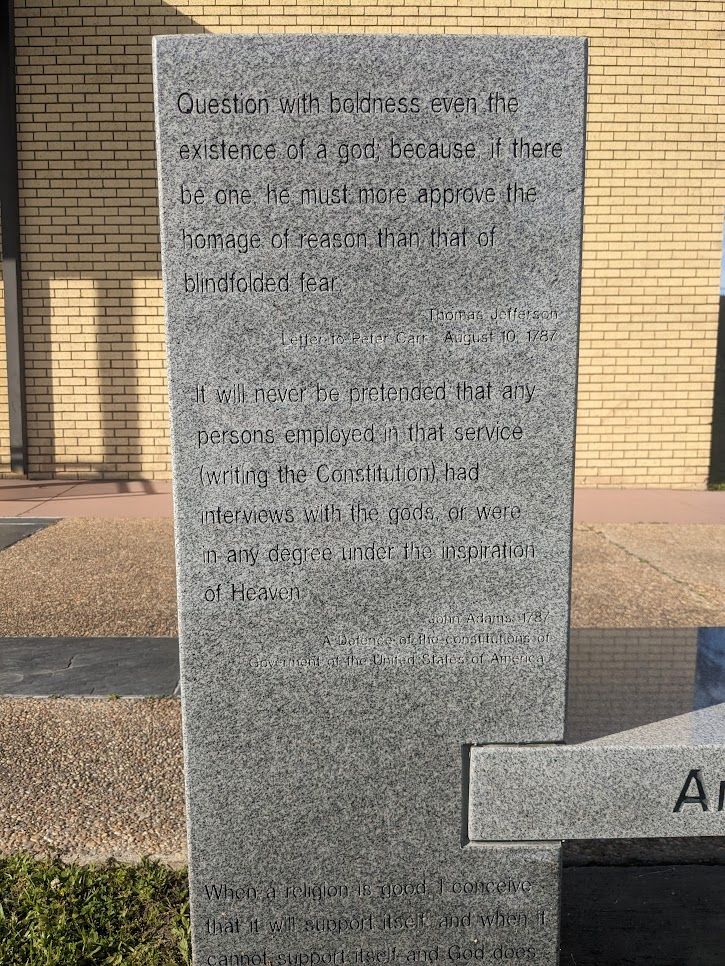 Question with boldness even the
existence of a god; because, if there
be one, he must more approve the
homage of reason than that of
blindfolded fear.
Thomas Jefferson
Letter to Peter Carr, August 10, 1787
It will never be pretended that any
persons employed in that service
(writing the Constitution) had
interviews with the gods, or were
in any degree under the inspiration
of Heaven.
John Adams, 1787
A Defence of the constitutions of
Goverment of the United States of America
When a religion is good, I conceive
that it will support itself; and when it
cannot support itself, and God does